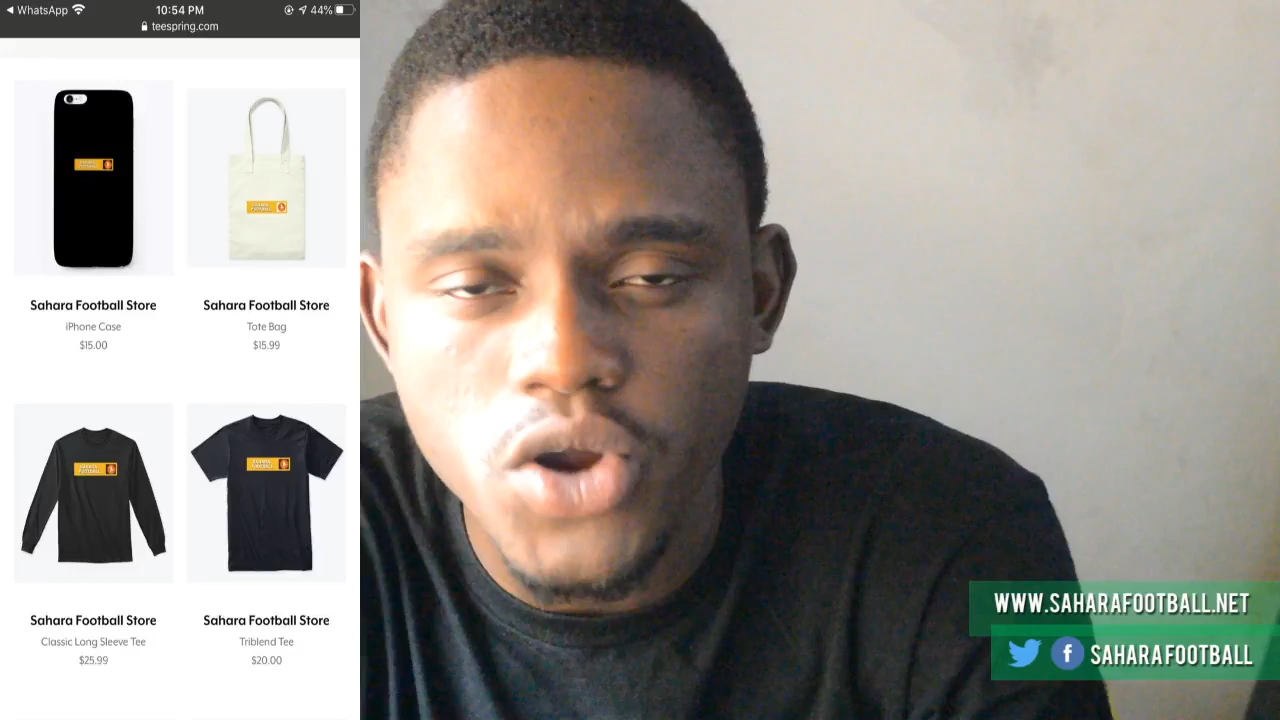 WhatsApp
10:54 PM
44%
teespring.com
Sahara Football Store
iPhone Case
$15.00
Sahara Football Store
Tote Bag
$15.99
Sahara Football Store
Classic Long Sleeve Tee
$25.99
Sahara Football Store
Triblend Tee
$20.00
WWW.SAHARAFOOTBALL.NET
SAHARAFOOTBALL